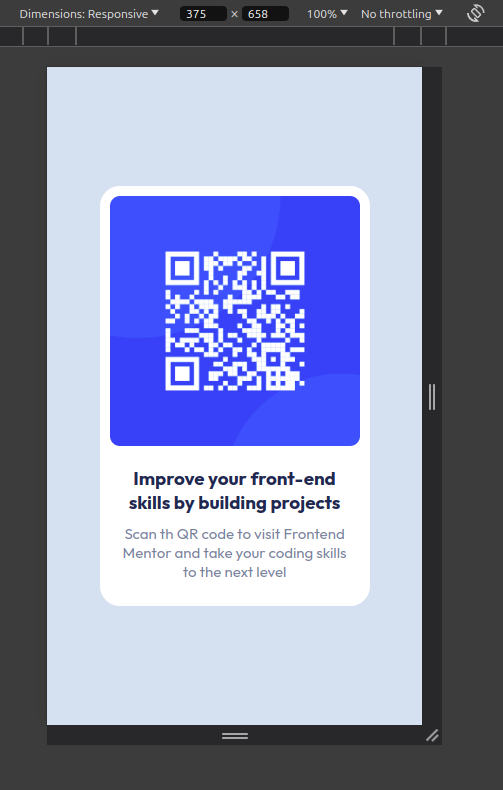 Dimensions: Responsive 375 × 658 100% No throttling
Improve your front-end
skills by building projects
Scan th QR code to visit Frontend
Mentor and take your coding skills
to the next level